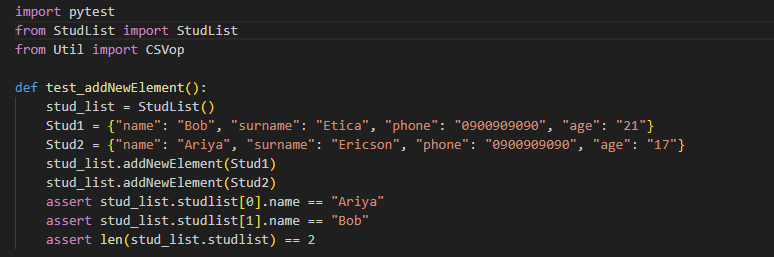 import pytest
from StudList import StudList
from Util import CSVop
def test_addNewElement():
stud_list = StudList()
Stud1 = {"name": "Bob", "surname": "Etica", "phone": "0900909090", "age": "21"}
Stud2 = {"name": "Ariya", "surname": "Ericson", "phone": "0900909090", "age": "17"}
stud_list.addNewElement(Stud1)
stud_list.addNewElement(Stud2)
assert stud_list.studlist[0].name == "Ariya"
assert stud_list.studlist[1].name == "Bob"
assert len(stud_list.studlist) == 2